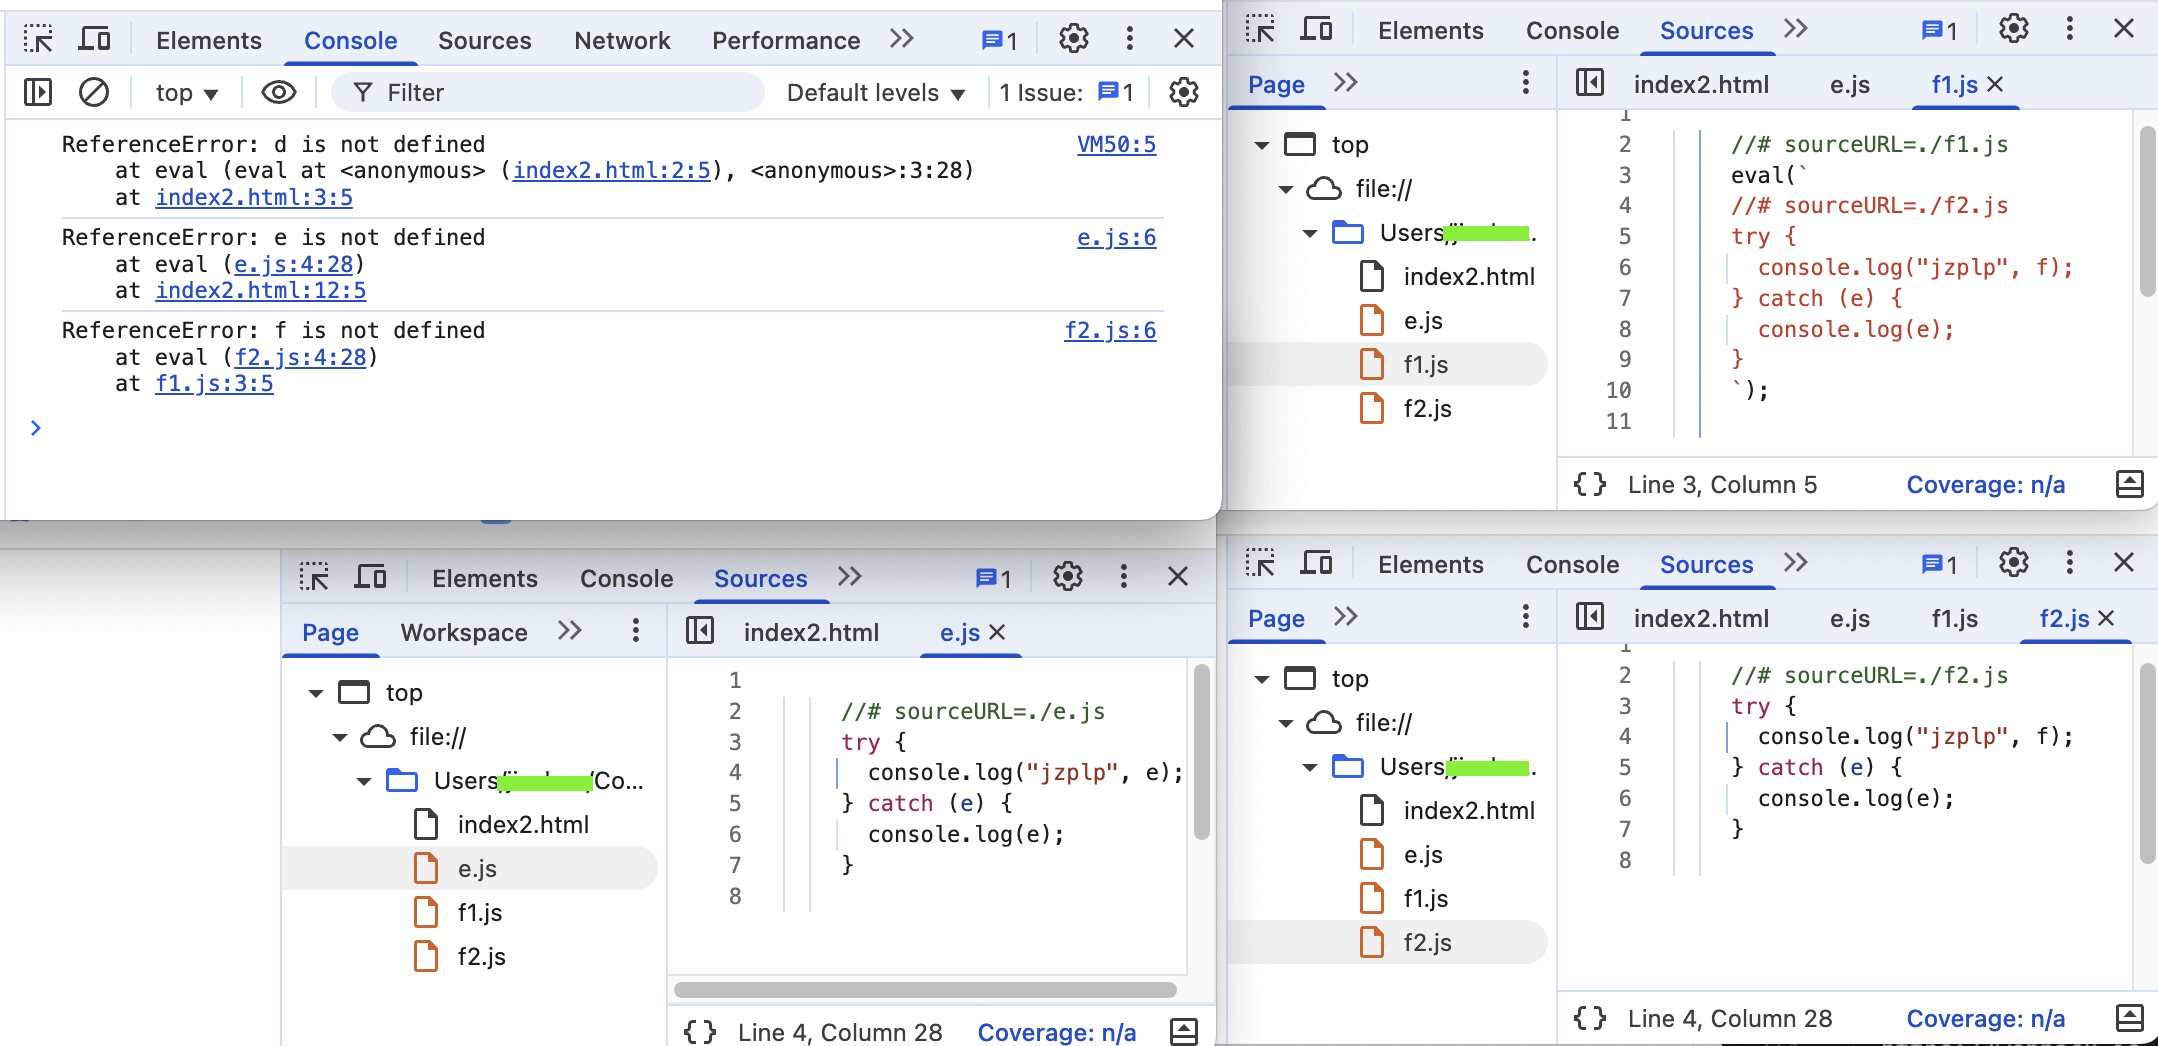 Elements Console Sources Network Performance 1
top Filter Default levels 1 Issue: 1
ReferenceError: d is not defined VM50:5
at eval (eval at <anonymous> (index2.html:2:5), <anonymous>:3:28)
at index2.html:3:5
ReferenceError: e is not defined e.js:6
at eval (e.js:4:28)
at index2.html:12:5
ReferenceError: f is not defined f2.js:6
at eval (f2.js:4:28)
at f1.js:3:5
Elements Console Sources 1
Page index2.html e.js f1.js
top
file://
Users/
index2.html
e.js
f1.js
f2.js
1
2 //# sourceURL=./f1.js
3 eval(`
4 //# sourceURL=./f2.js
5 try {
6 console.log("jzplp", f);
7 } catch (e) {
8 console.log(e);
9 }
10 `);
11
{} Line 3, Column 5 Coverage: n/a
Elements Console Sources 1
Page Workspace index2.html e.js
top
file://
Users/ /Co...
index2.html
e.js
f1.js
f2.js
1
2 //# sourceURL=./e.js
3 try {
4 console.log("jzplp", e);
5 } catch (e) {
6 console.log(e);
7 }
8
{} Line 4, Column 28 Coverage: n/a
Elements Console Sources 1
Page index2.html e.js f1.js f2.js
top
file://
Users/
index2.html
e.js
f1.js
f2.js
1
2 //# sourceURL=./f2.js
3 try {
4 console.log("jzplp", f);
5 } catch (e) {
6 console.log(e);
7 }
8
{} Line 4, Column 28 Coverage: n/a